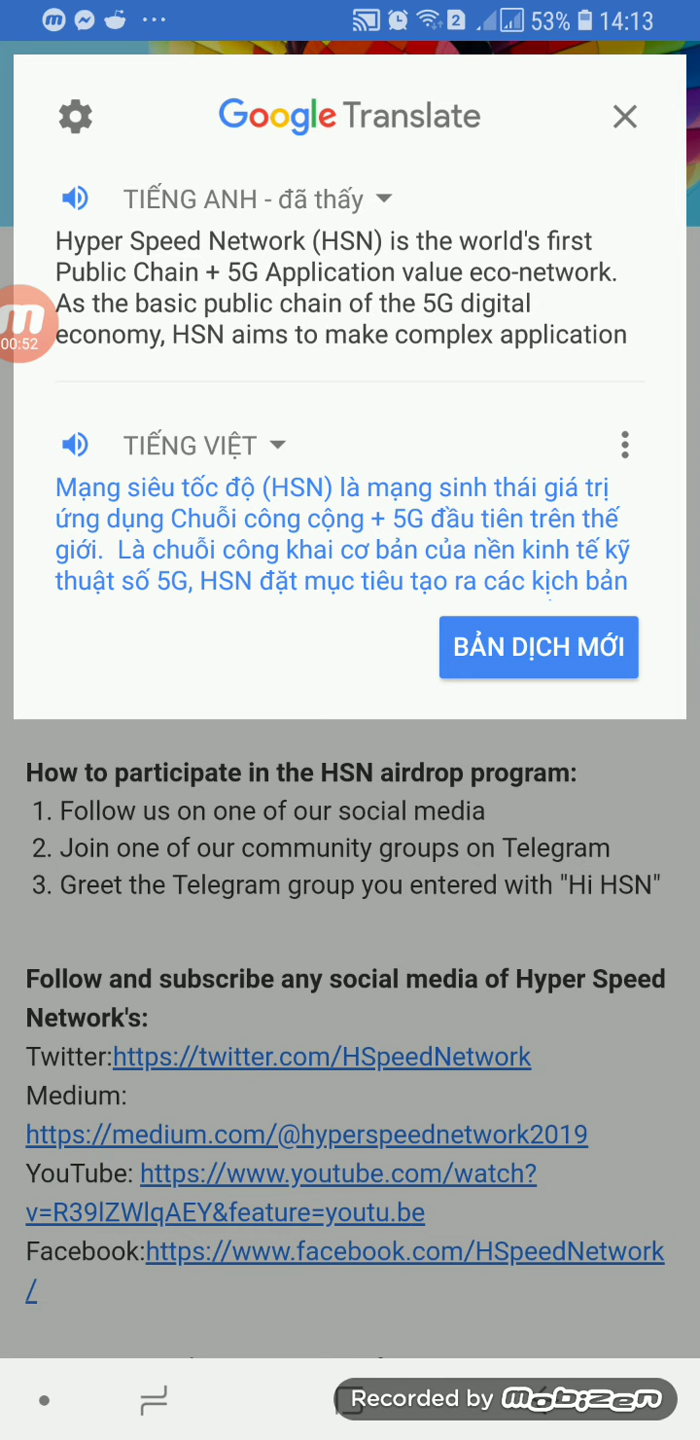 53% 14:13
Google Translate
TIẾNG ANH - đã thấy
Hyper Speed Network (HSN) is the world's first
Public Chain + 5G Application value eco-network.
As the basic public chain of the 5G digital
economy, HSN aims to make complex application
00:52
TIẾNG VIỆT
Mạng siêu tốc độ (HSN) là mạng sinh thái giá trị
ứng dụng Chuỗi công cộng + 5G đầu tiên trên thế
giới. Là chuỗi công khai cơ bản của nền kinh tế kỹ
thuật số 5G, HSN đặt mục tiêu tạo ra các kịch bản
BẢN DỊCH MỚI
How to participate in the HSN airdrop program:
1. Follow us on one of our social media
2. Join one of our community groups on Telegram
3. Greet the Telegram group you entered with "Hi HSN"
Follow and subscribe any social media of Hyper Speed
Network's:
Twitter:https://twitter.com/HSpeedNetwork
Medium:
https://medium.com/@hyperspeednetwork2019
YouTube: https://www.youtube.com/watch?
v=R39lZWlqAEY&feature=youtu.be
Facebook:https://www.facebook.com/HSpeedNetwork
/
Recorded by mobizen